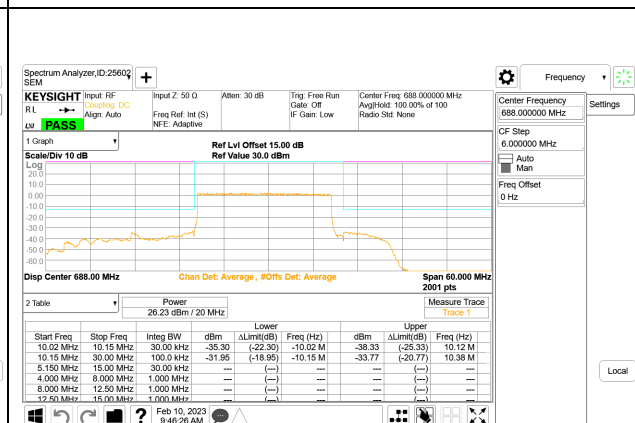 Spectrum Analyzer,ID:25602
SEM
Frequency
KEYSIGHT
Input: RF
Input Z: 50 Ω
Atten: 30 dB
Trig: Free Run
Center Freq: 688.000000 MHz
R L
Coupling: DC
Gate: Off
Avg|Hold: 100.00% of 100
Align: Auto
Freq Ref: Int (S)
IF Gain: Low
Radio Std: None
PASS
NFE: Adaptive
Center Frequency
688.000000 MHz
Settings
CF Step
6.000000 MHz
Auto
Man
Freq Offset
0 Hz
1 Graph
Ref Lvl Offset 15.00 dB
Scale/Div 10 dB
Ref Value 30.0 dBm
Log
20.0
10.0
0.00
-10.0
-20.0
-30.0
-40.0
-50.0
-60.0
Disp Center 688.00 MHz
Chan Det: Average , #Offs Det: Average
Span 60.000 MHz
2001 pts
2 Table
Power
26.23 dBm / 20 MHz
Measure Trace
Trace 1
Lower
Upper
Start Freq Stop Freq Integ BW dBm ΔLimit(dB) Freq (Hz) dBm ΔLimit(dB) Freq (Hz)
10.02 MHz 10.15 MHz 30.00 kHz -35.30 (-22.30) -10.02 M -38.33 (-25.33) 10.12 M
10.15 MHz 30.00 MHz 100.0 kHz -31.95 (-18.95) -10.15 M -33.77 (-20.77) 10.38 M
5.150 MHz 15.00 MHz 30.00 kHz --- (---) --- --- (---) ---
4.000 MHz 8.000 MHz 1.000 MHz --- (---) --- --- (---) ---
8.000 MHz 12.50 MHz 1.000 MHz --- (---) --- --- (---) ---
12.50 MHz 15.00 MHz 1.000 MHz --- (---) --- --- (---) ---
Local
?
Feb 10, 2023
9:46:26 AM